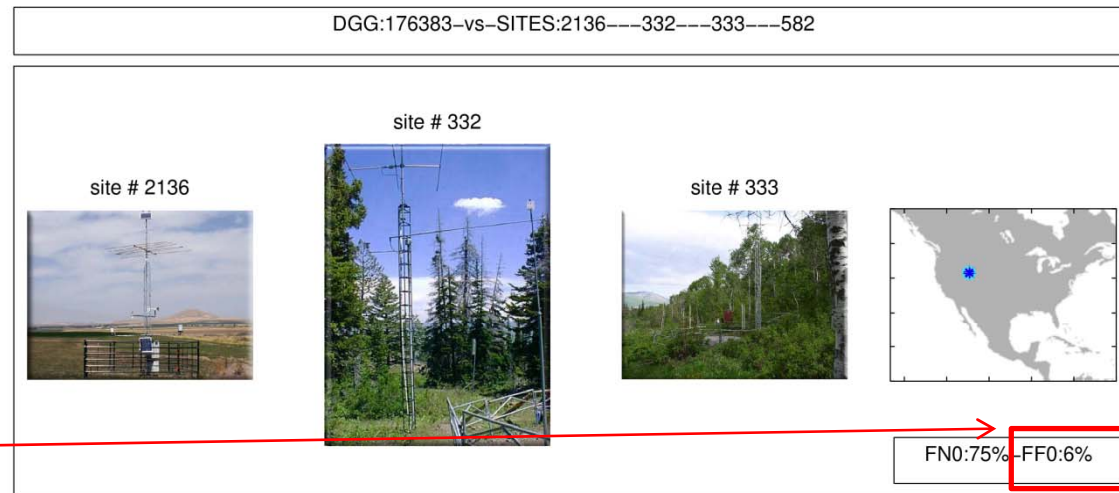 DGG:176383−vs−SITES:2136−−−332−−−333−−−582
site # 332
site # 2136
site # 333
FN0:75%−FF0:6%